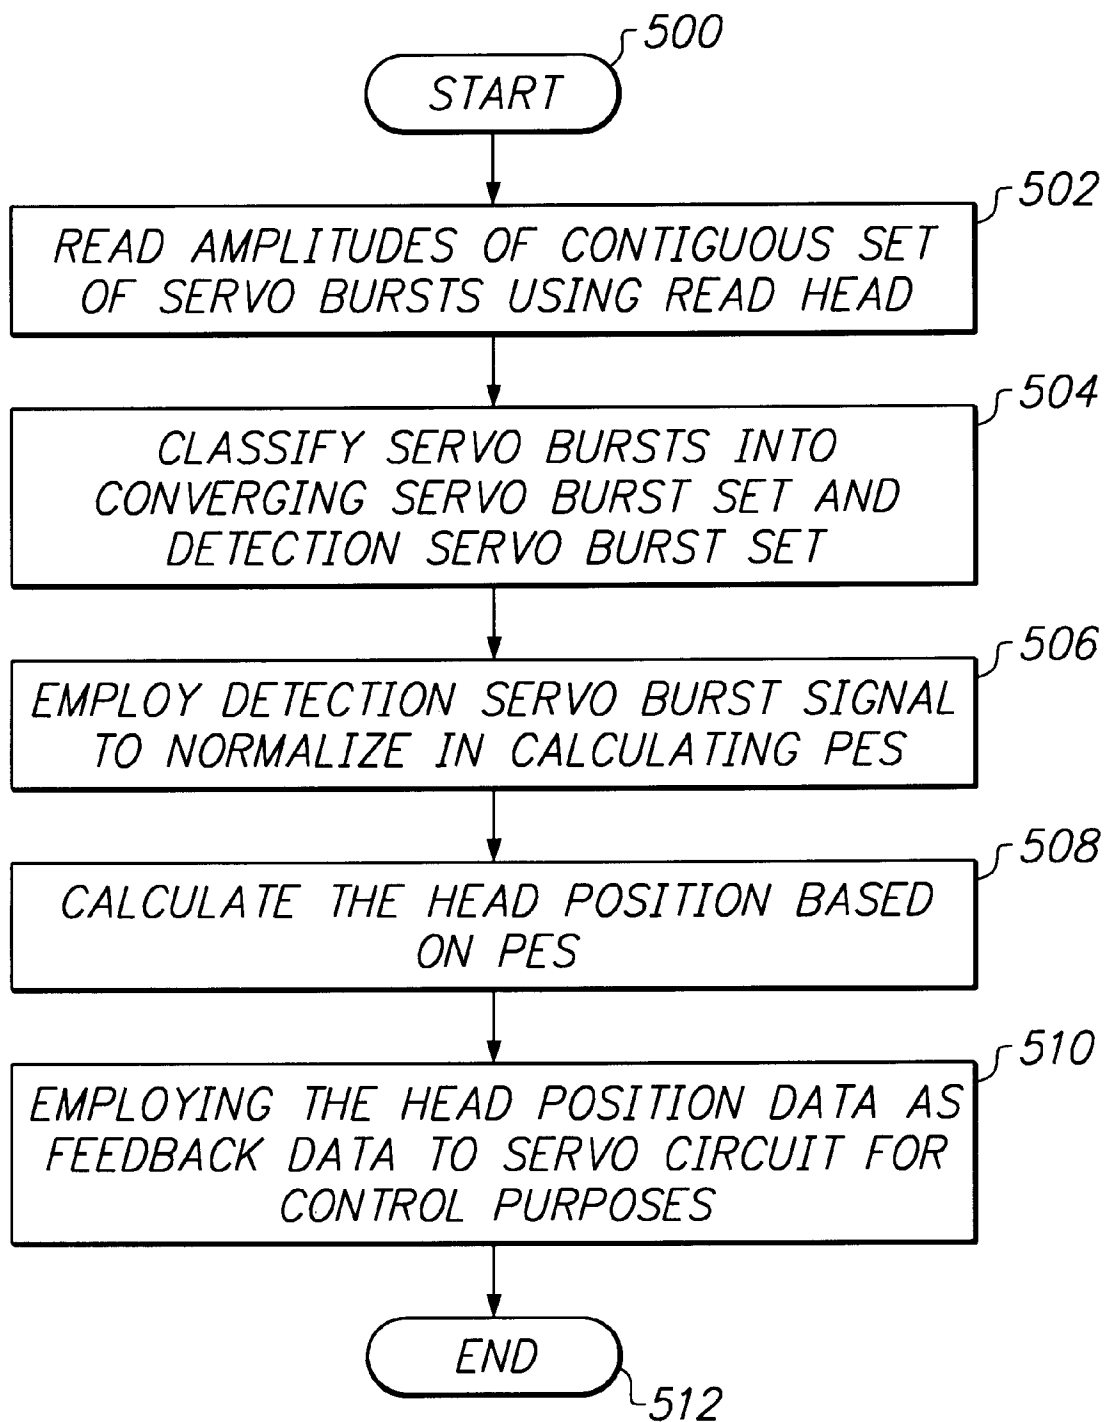 500
START
502
READ AMPLITUDES OF CONTIGUOUS SET
OF SERVO BURSTS USING READ HEAD
504
CLASSIFY SERVO BURSTS INTO
CONVERGING SERVO BURST SET AND
DETECTION SERVO BURST SET
506
EMPLOY DETECTION SERVO BURST SIGNAL
TO NORMALIZE IN CALCULATING PES
508
CALCULATE THE HEAD POSITION BASED
ON PES
510
EMPLOYING THE HEAD POSITION DATA AS
FEEDBACK DATA TO SERVO CIRCUIT FOR
CONTROL PURPOSES
END
512